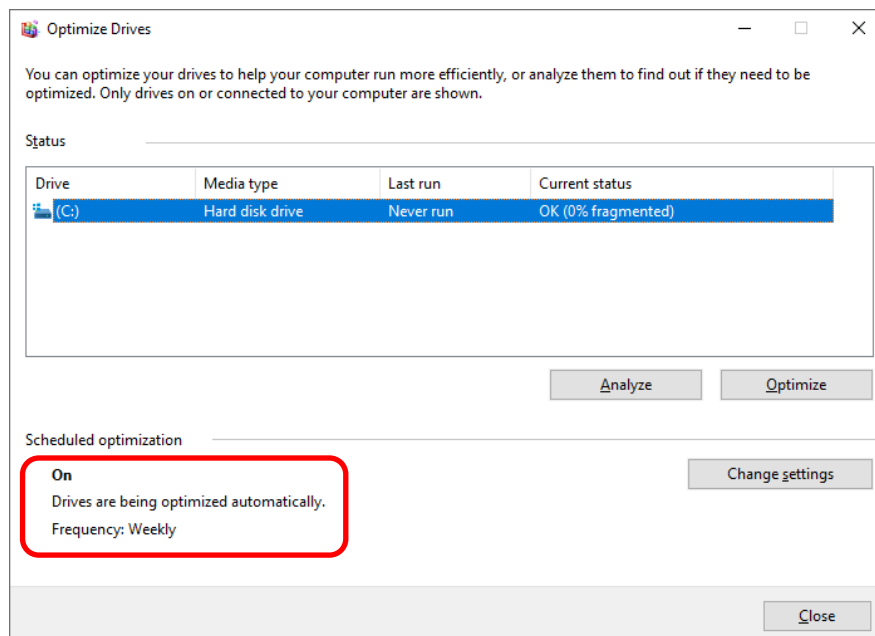 Optimize Drives
You can optimize your drives to help your computer run more efficiently, or analyze them to find out if they need to be
optimized. Only drives on or connected to your computer are shown.
Status
Drive Media type Last run Current status
(C:) Hard disk drive Never run OK (0% fragmented)
Analyze Optimize
Scheduled optimization
On Change settings
Drives are being optimized automatically.
Frequency: Weekly
Close